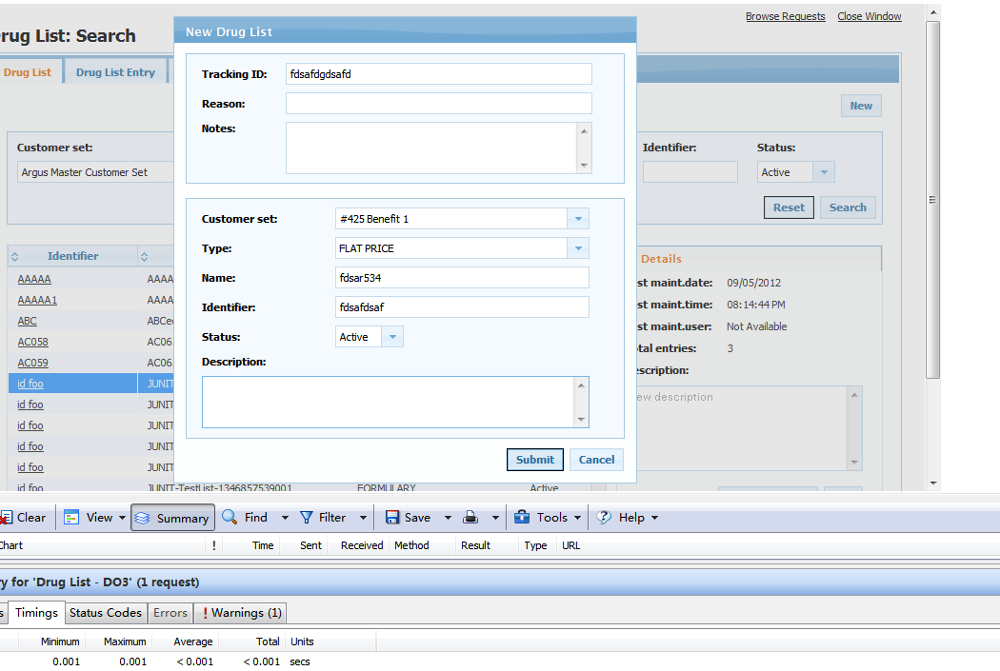 Browse Requests Close Window
rug List: Search
New Drug List
Drug List Drug List Entry
Tracking ID: fdsafdgdsafd
Reason:
New
Notes:
Customer set:
Identifier: Status:
Argus Master Customer Set
Active
Reset Search
Customer set: #425 Benefit 1
Type: FLAT PRICE
Name: fdsar534
Identifier: fdsafdsaf
Status: Active
Description:
Submit Cancel
Identifier
AAAAA AAAA
AAAAA1 AAAA
ABC ABCe
AC058 AC06
AC059 AC06
id foo JUNIT
id foo JUNIT
id foo JUNIT
id foo JUNIT
id foo JUNIT
id foo JUNIT-TestList-1346857539001 FORMULARY Active
Details
st maint.date: 09/05/2012
st maint.time: 08:14:44 PM
st maint.user: Not Available
tal entries: 3
scription:
ew description
Clear View Summary Find Filter Save Tools Help
Chart ! Time Sent Received Method Result Type URL
ry for 'Drug List - DO3' (1 request)
s Timings Status Codes Errors ! Warnings (1)
Minimum Maximum Average Total Units
0.001 0.001 < 0.001 < 0.001 secs